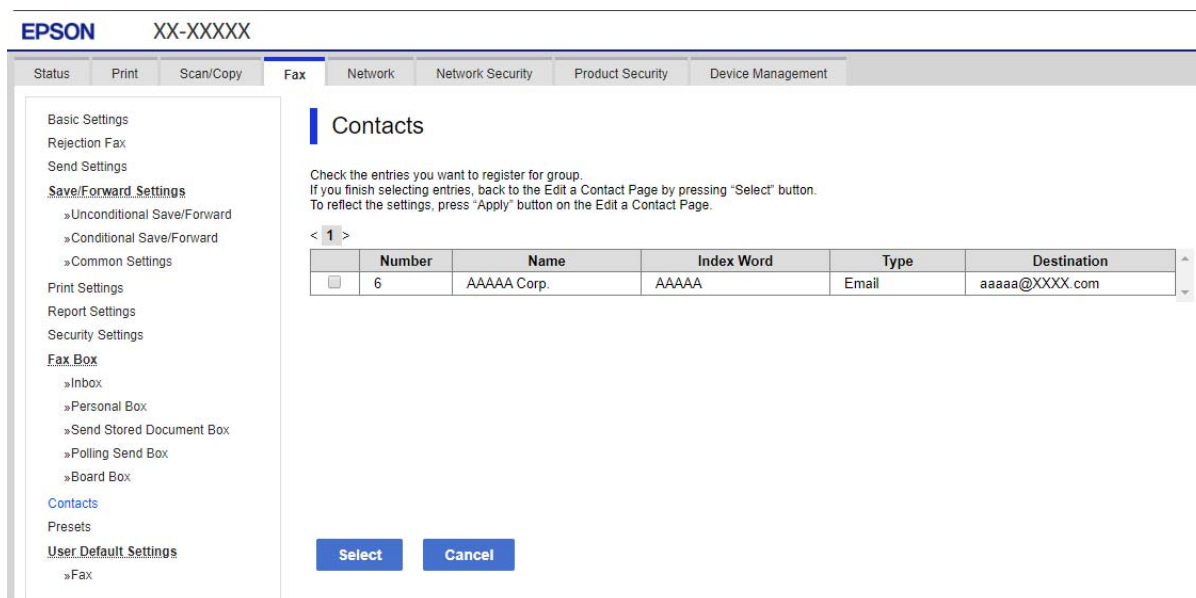 EPSON XX-XXXXX
Status Print Scan/Copy Fax Network Network Security Product Security Device Management
Basic Settings
Rejection Fax
Send Settings
Save/Forward Settings
»Unconditional Save/Forward
»Conditional Save/Forward
»Common Settings
Print Settings
Report Settings
Security Settings
Fax Box
»Inbox
»Personal Box
»Send Stored Document Box
»Polling Send Box
»Board Box
Contacts
Presets
User Default Settings
»Fax
Contacts
Check the entries you want to register for group.
If you finish selecting entries, back to the Edit a Contact Page by pressing “Select” button.
To reflect the settings, press “Apply” button on the Edit a Contact Page.
< 1 >
Number Name Index Word Type Destination
6 AAAAA Corp. AAAAA Email aaaaa@XXXX.com
Select Cancel